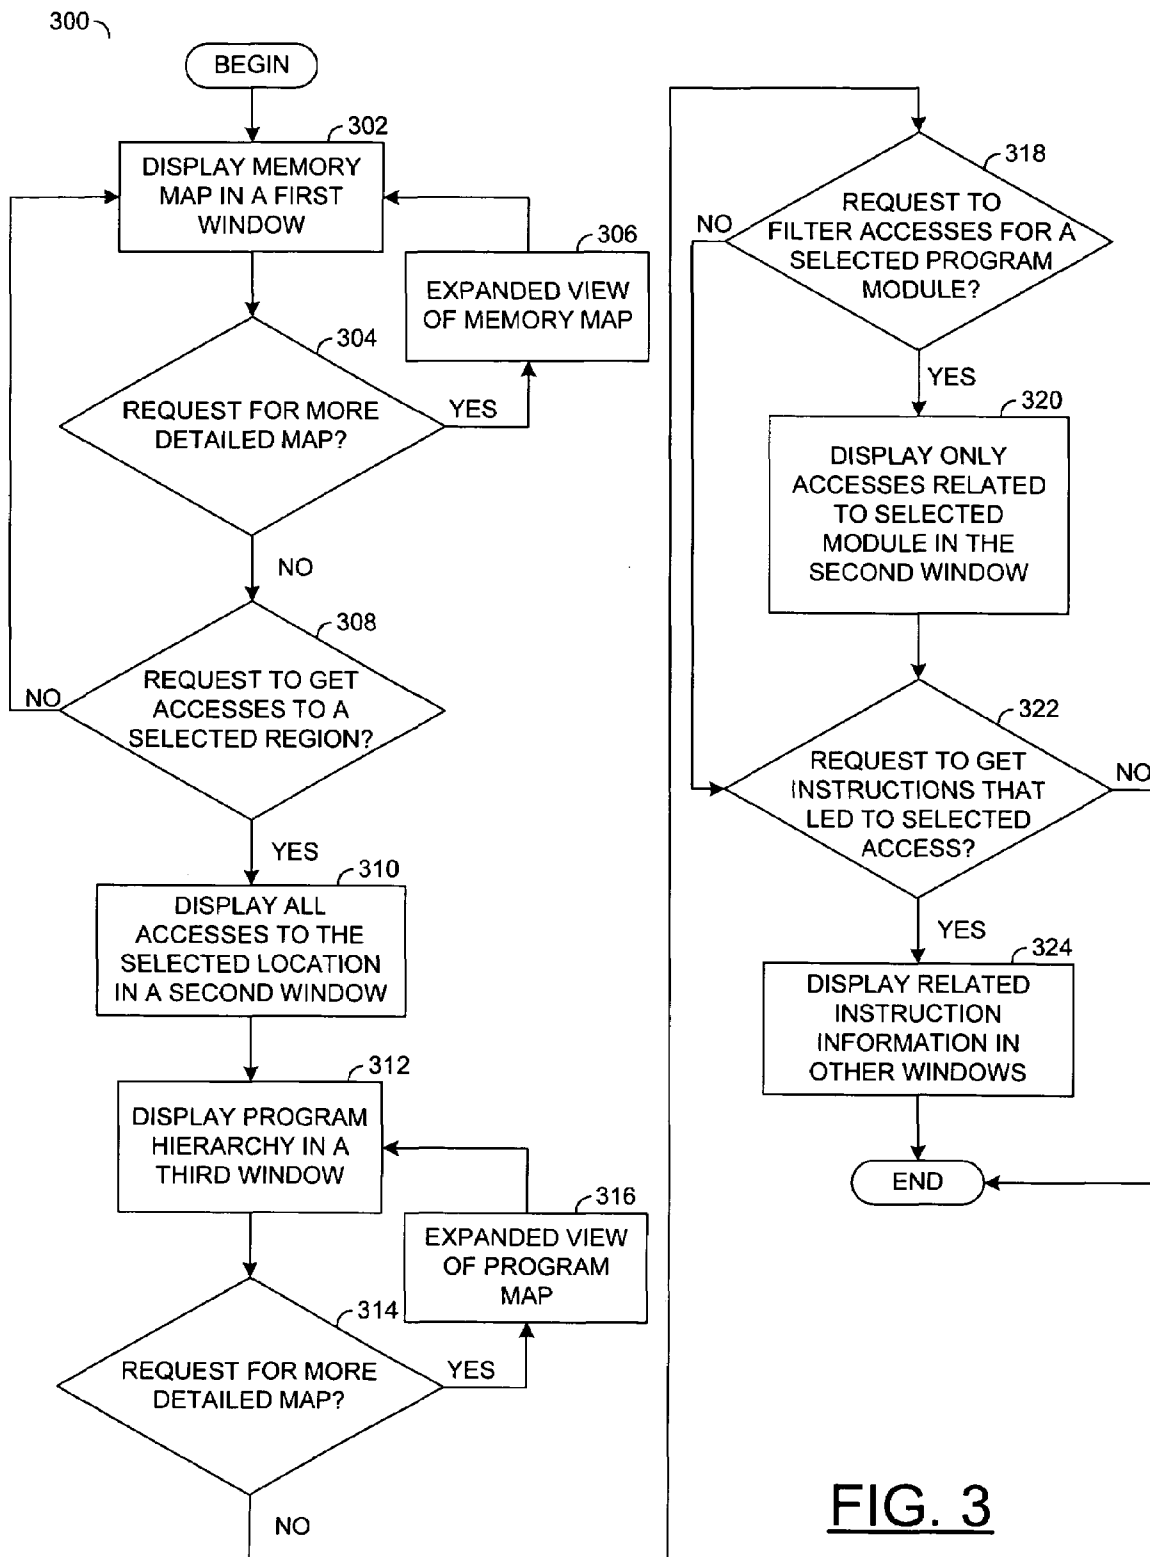 300
BEGIN
302
DISPLAY MEMORY
MAP IN A FIRST
WINDOW
306
EXPANDED VIEW
OF MEMORY MAP
304
REQUEST FOR MORE
DETAILED MAP?
YES
NO
308
REQUEST TO GET
ACCESSES TO A
SELECTED REGION?
NO
YES
310
DISPLAY ALL
ACCESSES TO THE
SELECTED LOCATION
IN A SECOND WINDOW
312
DISPLAY PROGRAM
HIERARCHY IN A
THIRD WINDOW
316
EXPANDED VIEW
OF PROGRAM
MAP
314
REQUEST FOR MORE
DETAILED MAP?
YES
NO
318
REQUEST TO
FILTER ACCESSES FOR A
SELECTED PROGRAM
MODULE?
NO
YES
320
DISPLAY ONLY
ACCESSES RELATED
TO SELECTED
MODULE IN THE
SECOND WINDOW
322
REQUEST TO GET
INSTRUCTIONS THAT
LED TO SELECTED
ACCESS?
NO
YES
324
DISPLAY RELATED
INSTRUCTION
INFORMATION IN
OTHER WINDOWS
END
FIG. 3